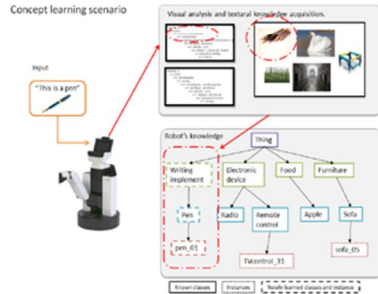 Concept learning scenario
Visual analysis and textural knowledge acquisition.
Input
"This is a pen"
Robot's knowledge
Thing
Writing implement
Electronic device
Food
Furniture
Pen
Radio
Remote control
Apple
Sofa
pen_01
TVcontrol_31
sofa_05
Known classes
Instances
Newly learned classes and instance